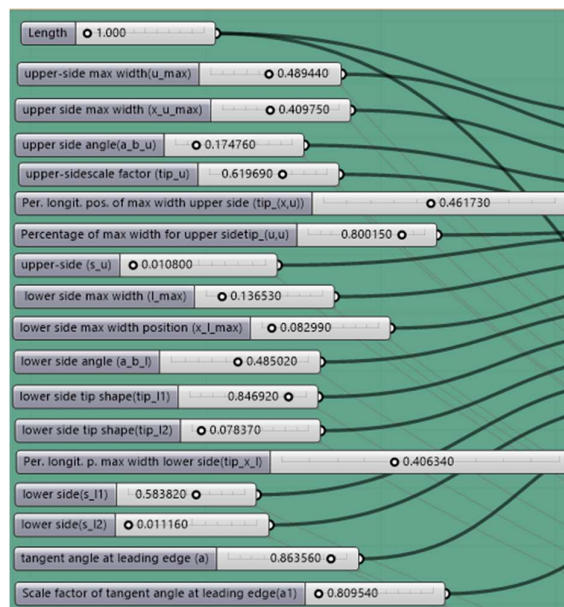 Length 1.000
upper-side max width(u_max) 0.489440
upper side max width (x_u_max) 0.409750
upper side angle(a_b_u) 0.174760
upper-sidescale factor (tip_u) 0.619690
Per. longit. pos. of max width upper side (tip_(x,u)) 0.461730
Percentage of max width for upper sidetip_(u,u) 0.800150
upper-side (s_u) 0.010800
lower side max width (l_max) 0.136530
lower side max width position (x_l_max) 0.082990
lower side angle (a_b_l) 0.485020
lower side tip shape(tip_l1) 0.846920
lower side tip shape(tip_l2) 0.078370
Per. longit. p. max width lower side(tip_x_l) 0.406340
lower side(s_l1) 0.583820
lower side(s_l2) 0.011160
tangent angle at leading edge (a) 0.863560
Scale factor of tangent angle at leading edge(a1) 0.809540